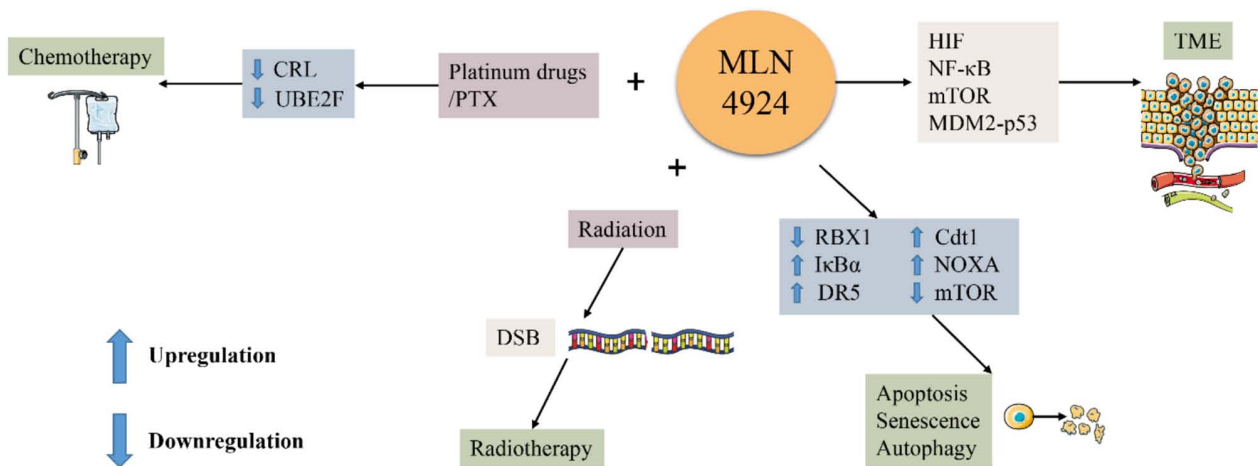 Chemotherapy
CRL
UBE2F
Platinum drugs
/PTX
+
MLN
4924
HIF
NF-κB
mTOR
MDM2-p53
TME
+
Radiation
RBX1
Cdt1
IκBα
NOXA
DR5
mTOR
DSB
Upregulation
Downregulation
Radiotherapy
Apoptosis
Senescence
Autophagy